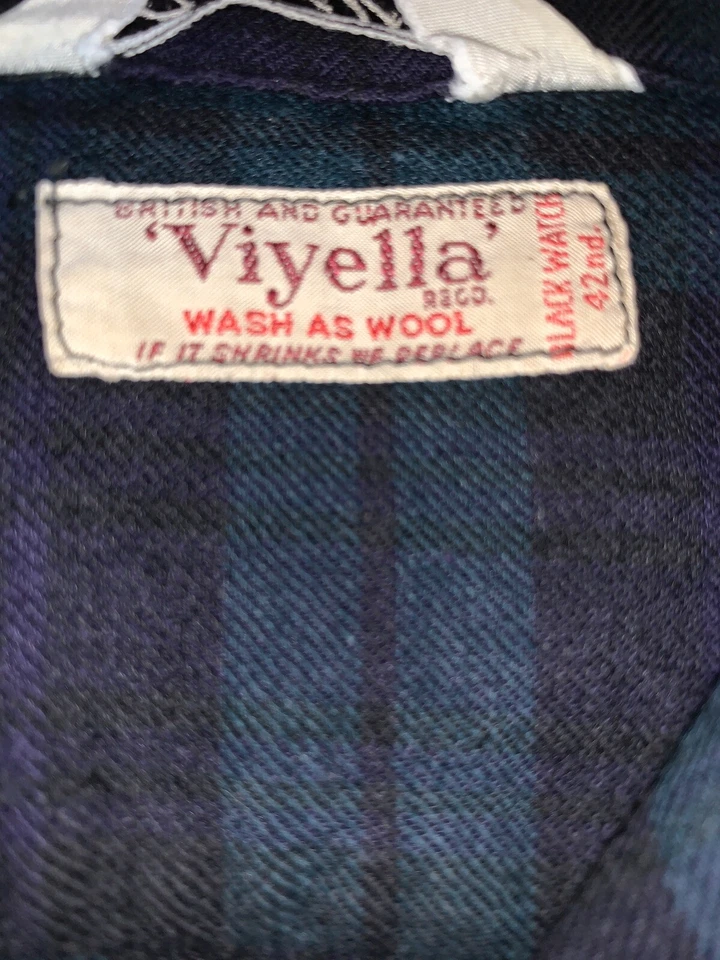 BRITISH AND GUARANTEED
'Viyella'
REGD.
WASH AS WOOL
IF IT SHRINKS WE REPLACE
BLACK WATCH
42nd.